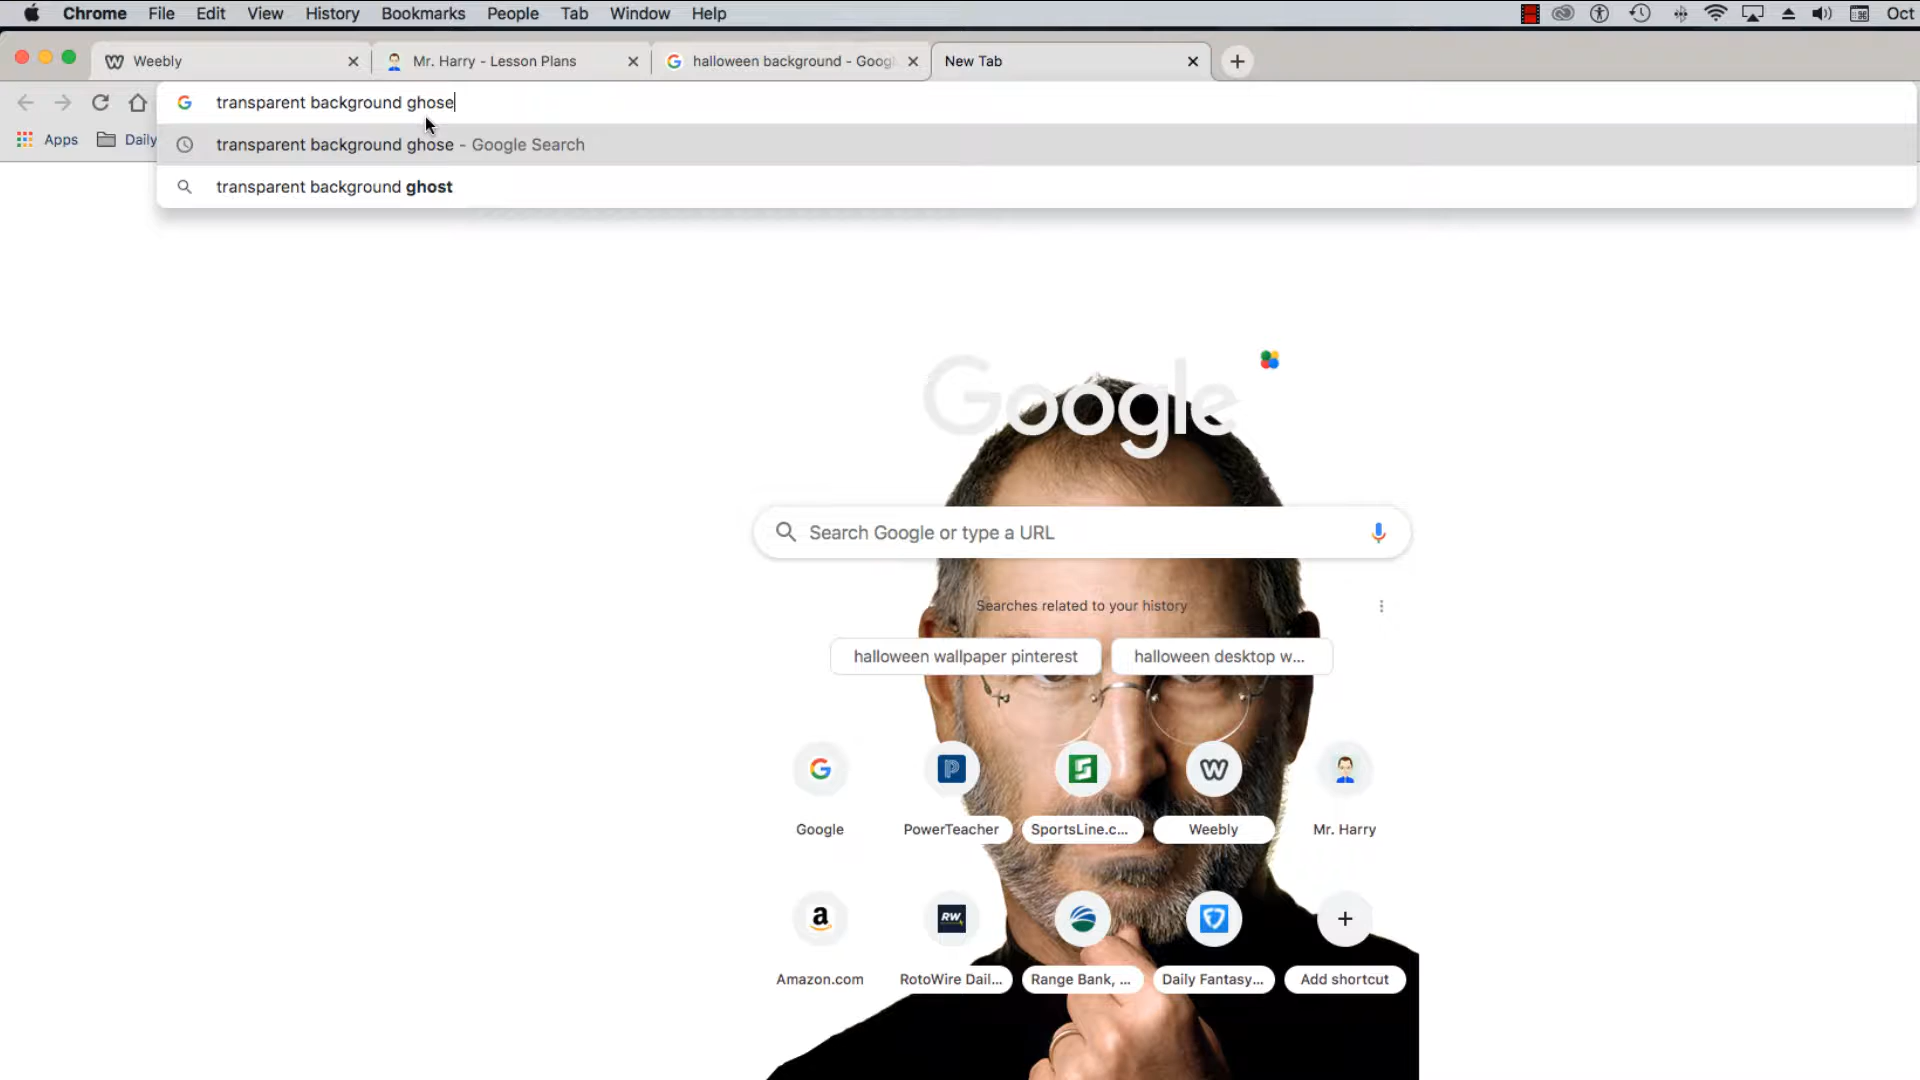 Chrome File Edit View History Bookmarks People Tab Window Help Oct
Weebly
Mr. Harry - Lesson Plans
halloween background - Goog
New Tab
transparent background ghose
Apps Daily
transparent background ghose - Google Search
transparent background ghost
Google
Search Google or type a URL
Searches related to your history
halloween wallpaper pinterest
halloween desktop w...
Google
PowerTeacher
SportsLine.c...
Weebly
Mr. Harry
RW
Amazon.com
RotoWire Dail...
Range Bank, ...
Daily Fantasy...
Add shortcut